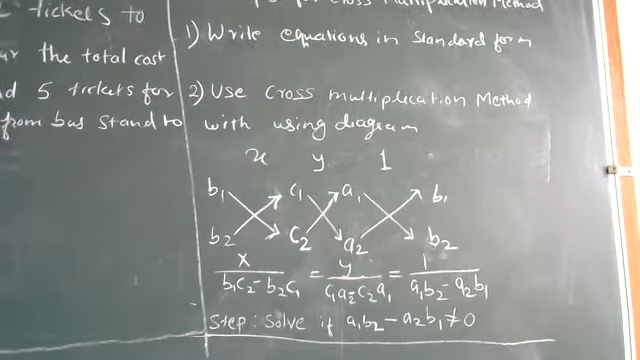 tickets to
the total cost
5 tickets for
from bus stand to
for Cross Multiplication Method
1) Write equations in standard form
2) Use Cross multiplication Method
with using diagram
x y 1
b₁ c₁ a₁ b₁
b₂ c₂ a₂ b₂
x/(b₁c₂-b₂c₁) = y/(c₁a₂-c₂a₁) = 1/(a₁b₂-a₂b₁)
Step: Solve if a₁b₂-a₂b₁≠0